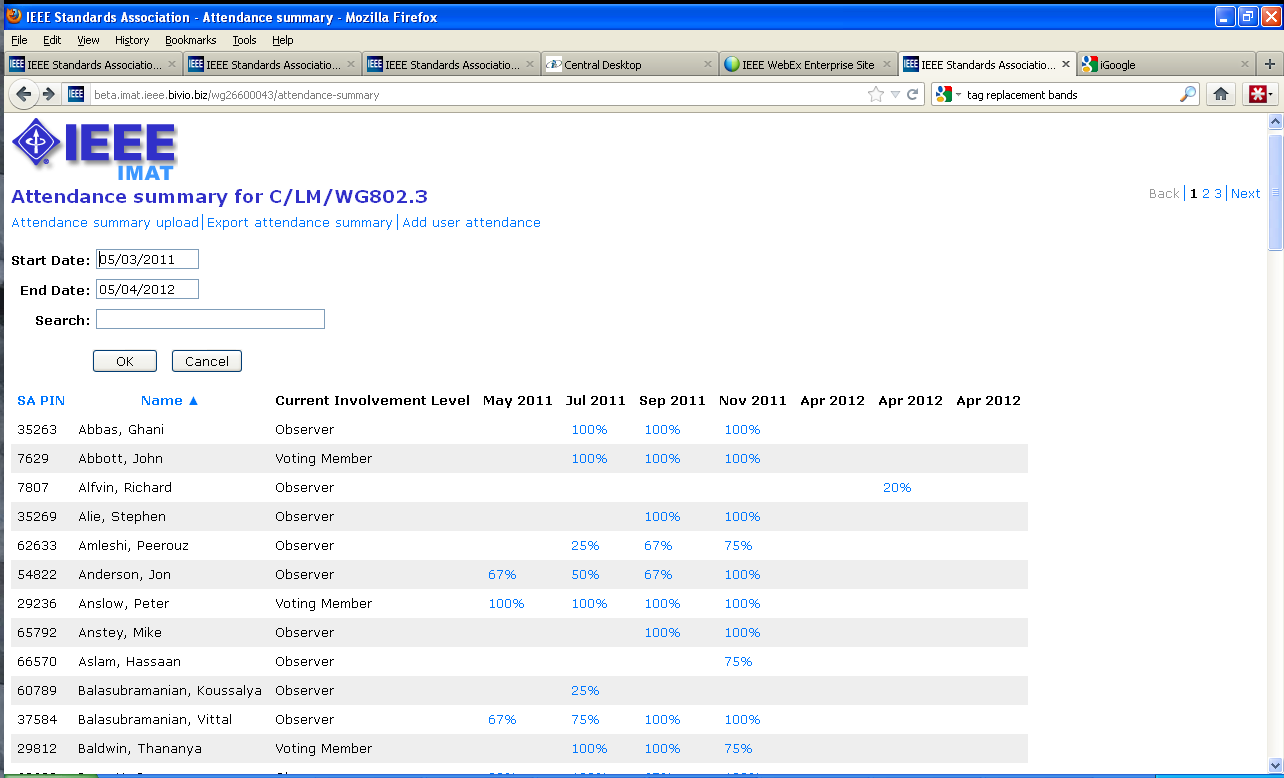 IEEE Standards Association - Attendance summary - Mozilla Firefox
File Edit View History Bookmarks Tools Help
IEEE Standards Associatio... IEEE Standards Associatio... IEEE Standards Associatio... Central Desktop IEEE WebEx Enterprise Site IEEE Standards Associatio... iGoogle
beta.imat.ieee.bivio.biz/wg26600043/attendance-summary tag replacement bands
IEEE
IMAT
Attendance summary for C/LM/WG802.3
Back | 1 2 3 | Next
Attendance summary upload | Export attendance summary | Add user attendance
Start Date: 05/03/2011
End Date: 05/04/2012
Search:
OK Cancel
SA PIN Name ▲ Current Involvement Level May 2011 Jul 2011 Sep 2011 Nov 2011 Apr 2012 Apr 2012 Apr 2012
35263 Abbas, Ghani Observer 100% 100% 100%
7629 Abbott, John Voting Member 100% 100% 100%
7807 Alfvin, Richard Observer 20%
35269 Alie, Stephen Observer 100% 100%
62633 Amleshi, Peerouz Observer 25% 67% 75%
54822 Anderson, Jon Observer 67% 50% 67% 100%
29236 Anslow, Peter Voting Member 100% 100% 100% 100%
65792 Anstey, Mike Observer 100% 100%
66570 Aslam, Hassaan Observer 75%
60789 Balasubramanian, Koussalya Observer 25%
37584 Balasubramanian, Vittal Observer 67% 75% 100% 100%
29812 Baldwin, Thananya Voting Member 100% 100% 75%